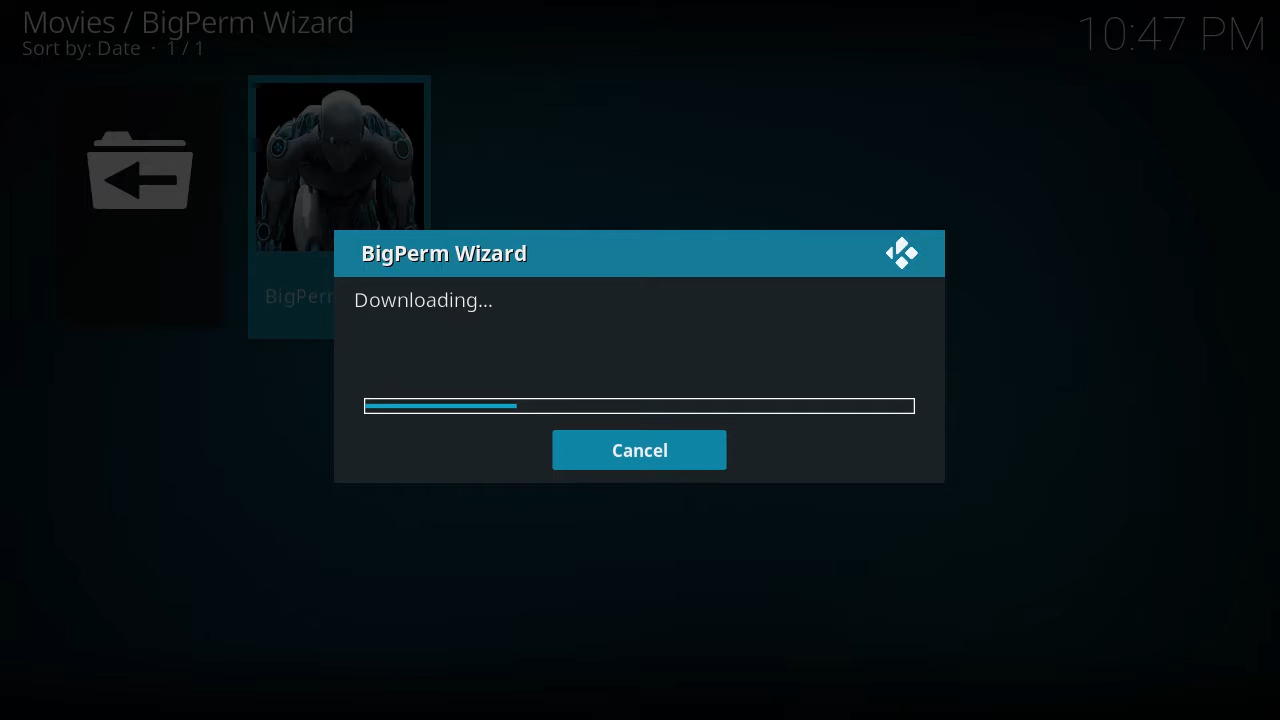 Movies / BigPerm Wizard
Sort by: Date · 1 / 1
10:47 PM
BigPerm Wizard
Downloading...
Cancel